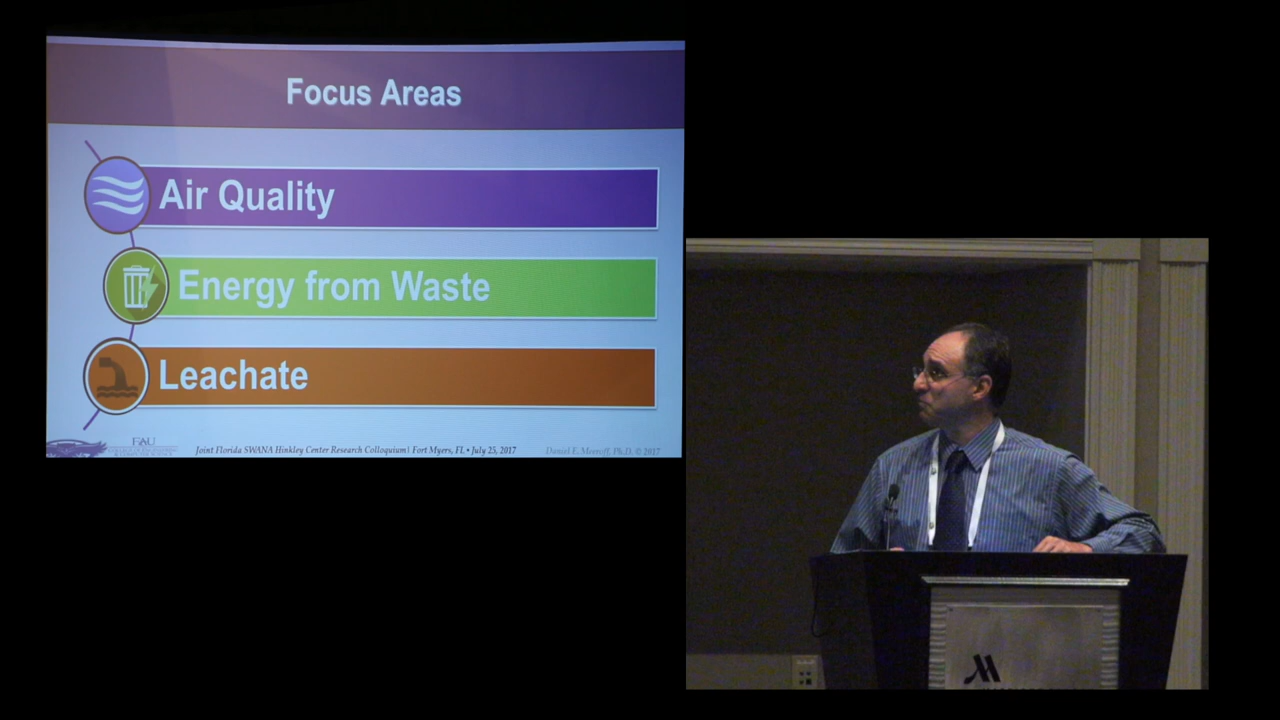 Focus Areas
Air Quality
Energy from Waste
Leachate
FAU
Joint Florida SWANA Hinkley Center Research Colloquium| Fort Myers, FL • July 25, 2017
Daniel E. Meeroff, Ph.D. © 2017